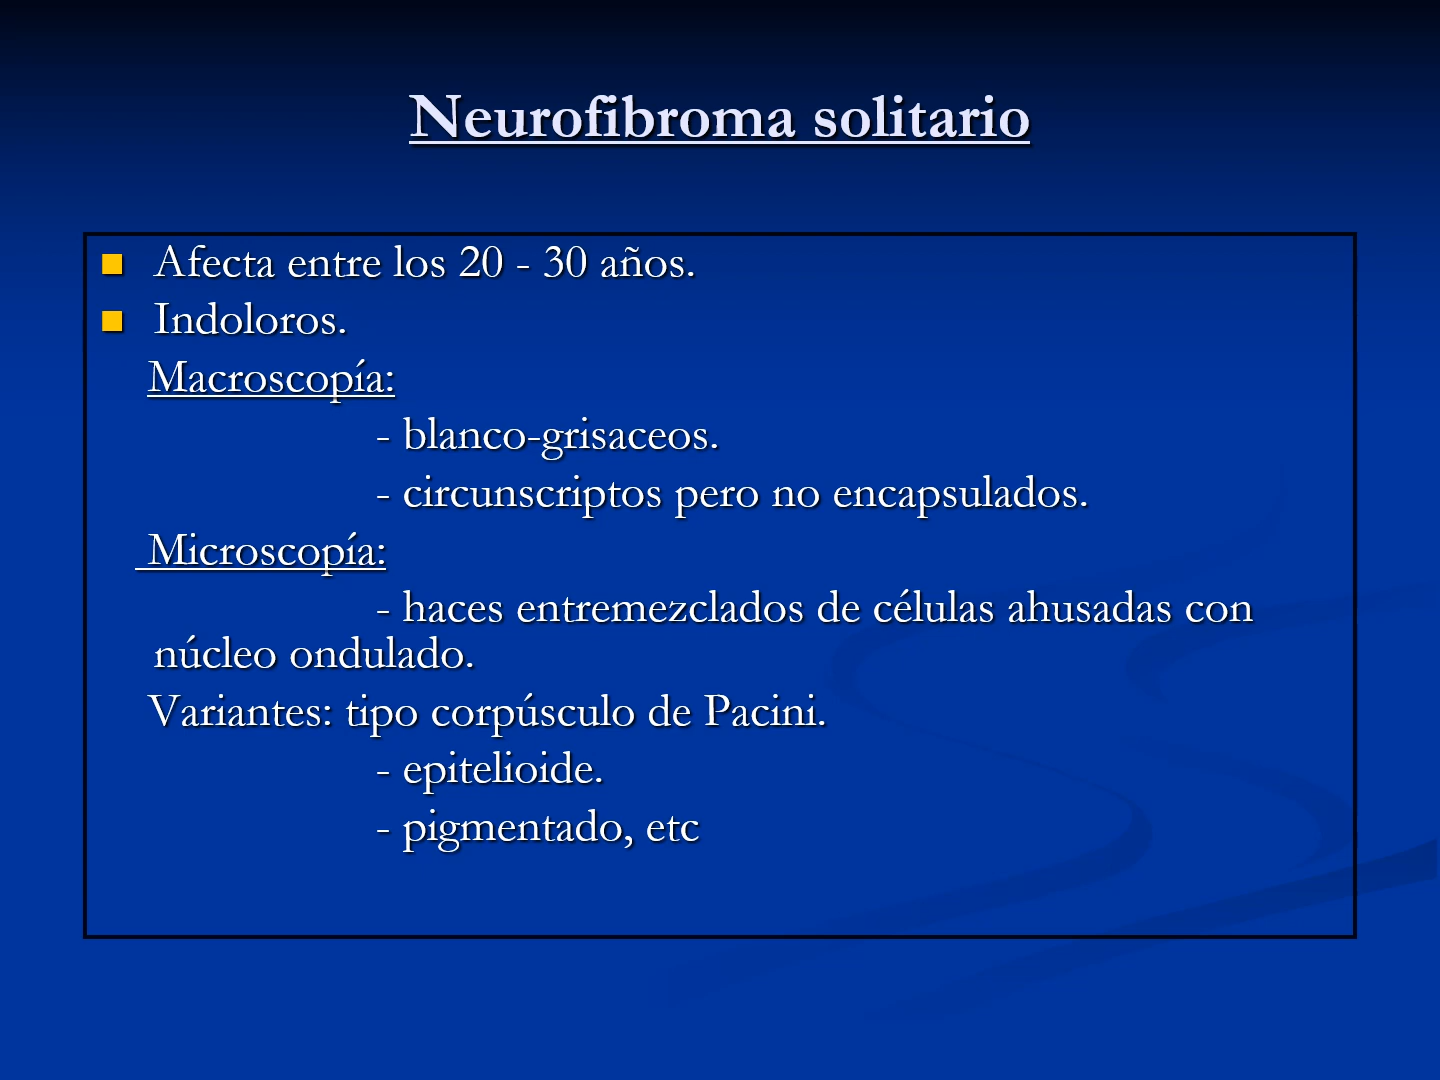 Neurofibroma solitario
Afecta entre los 20 - 30 años.
Indoloros.
Macroscopía:
- blanco-grisaceos.
- circunscriptos pero no encapsulados.
Microscopía:
- haces entremezclados de células ahusadas con
núcleo ondulado.
Variantes: tipo corpúsculo de Pacini.
- epitelioide.
- pigmentado, etc